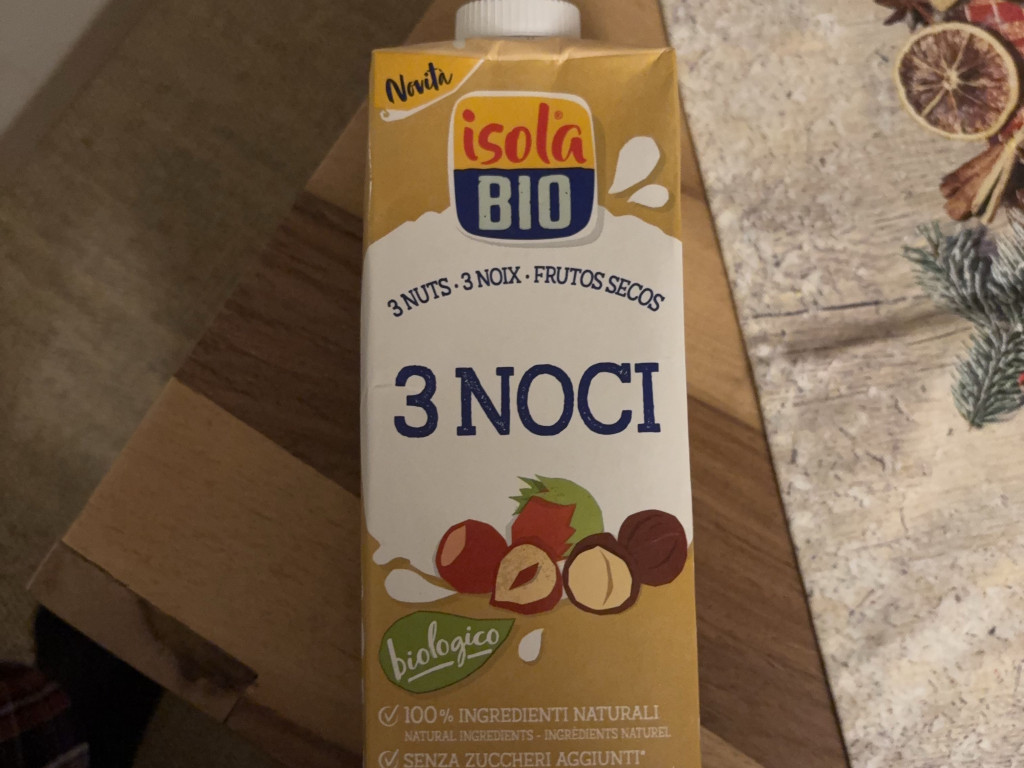 Novità
isola®
BIO
3 NUTS · 3 NOIX · FRUTOS SECOS
3 NOCI
biologico
100% INGREDIENTI NATURALI
NATURAL INGREDIENTS - INGRÉDIENTS NATUREL
SENZA ZUCCHERI AGGIUNTI*